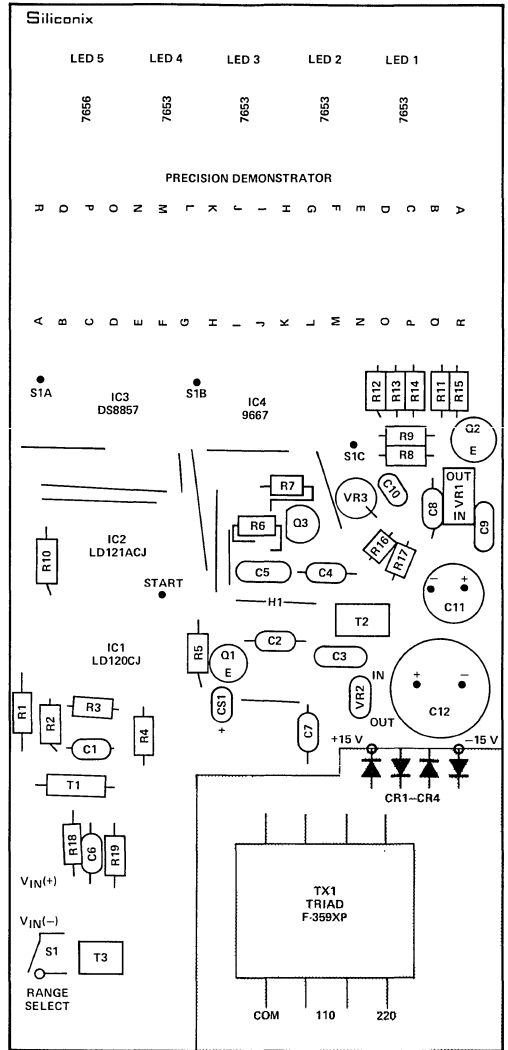 Siliconix
LED 5 LED 4 LED 3 LED 2 LED 1
7656 7653 7653 7653 7653
PRECISION DEMONSTRATOR
R Q P O N M L K J I H G F E D C B A
A B C D E F G H I J K L M N O P Q R
S1A IC3 S1B IC4 R12 R13 R14 R11 R15
DS8857 9667
R9 Q2
S1C R8 E
R7 VR3 C10 OUT
R6 Q3 C8 VR1 C9
IN
R10 IC2 R16 R17
LD121ACJ
C5 C4
START − + C11
H1 T2
IC1 R5 Q1 C2
LD120CJ E C3 IN + −
R1 R2 R3 R4 CS1 VR2 C12
+ OUT
C1 C7 +15 V −15 V
T1 CR1–CR4
R18 C6 R19
VIN(+) TX1
TRIAD
F-359XP
VIN(−)
S1 T3
RANGE
SELECT
COM 110 220